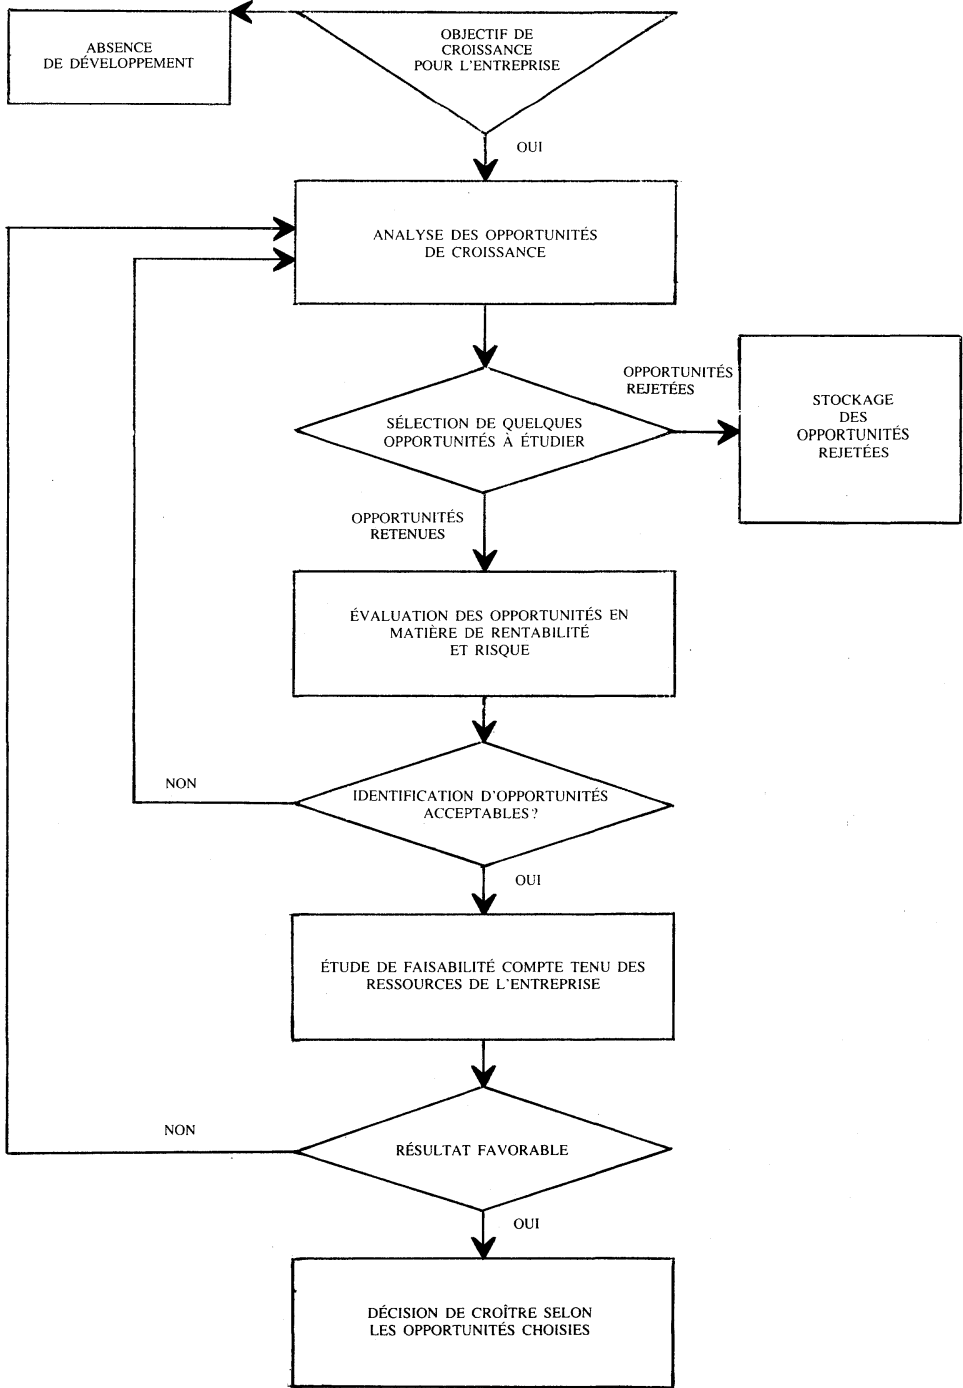 ABSENCE
DE DÉVELOPPEMENT
OBJECTIF DE
CROISSANCE
POUR L'ENTREPRISE
OUI
ANALYSE DES OPPORTUNITÉS
DE CROISSANCE
OPPORTUNITÉS
REJETÉES
SÉLECTION DE QUELQUES
OPPORTUNITÉS À ÉTUDIER
STOCKAGE
DES
OPPORTUNITÉS
REJETÉES
OPPORTUNITÉS
RETENUES
ÉVALUATION DES OPPORTUNITÉS EN
MATIÈRE DE RENTABILITÉ
ET RISQUE
NON
IDENTIFICATION D'OPPORTUNITÉS
ACCEPTABLES?
OUI
ÉTUDE DE FAISABILITÉ COMPTE TENU DES
RESSOURCES DE L'ENTREPRISE
NON
RÉSULTAT FAVORABLE
OUI
DÉCISION DE CROÎTRE SELON
LES OPPORTUNITÉS CHOISIES